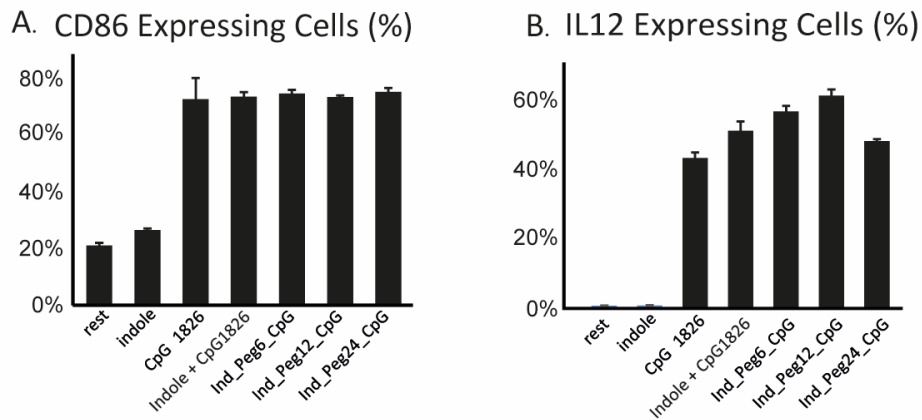 A. CD86 Expressing Cells (%)
80%
60%
40%
20%
0%
rest
indole
CpG 1826
Indole + CpG1826
Ind_Peg6_CpG
Ind_Peg12_CpG
Ind_Peg24_CpG
B. IL12 Expressing Cells (%)
60%
40%
20%
0%
rest
indole
CpG 1826
Indole + CpG1826
Ind_Peg6_CpG
Ind_Peg12_CpG
Ind_Peg24_CpG